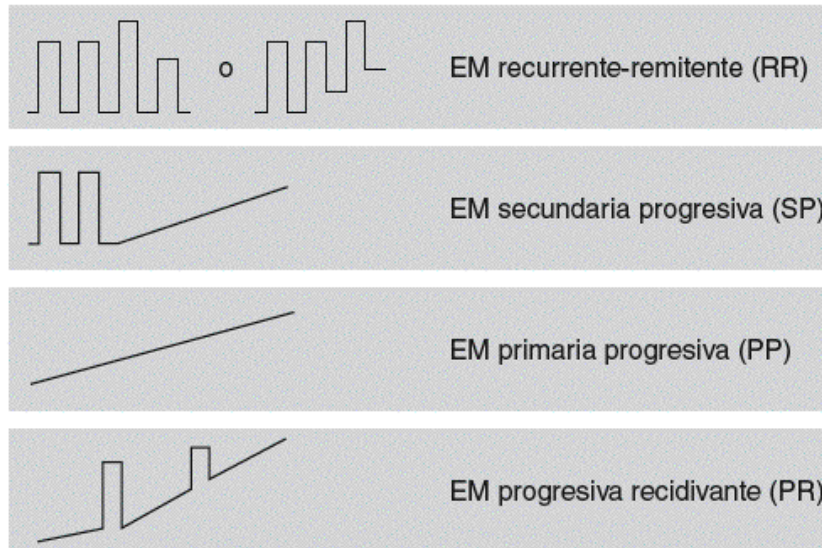 o
EM recurrente-remitente (RR)
EM secundaria progresiva (SP)
EM primaria progresiva (PP)
EM progresiva recidivante (PR)